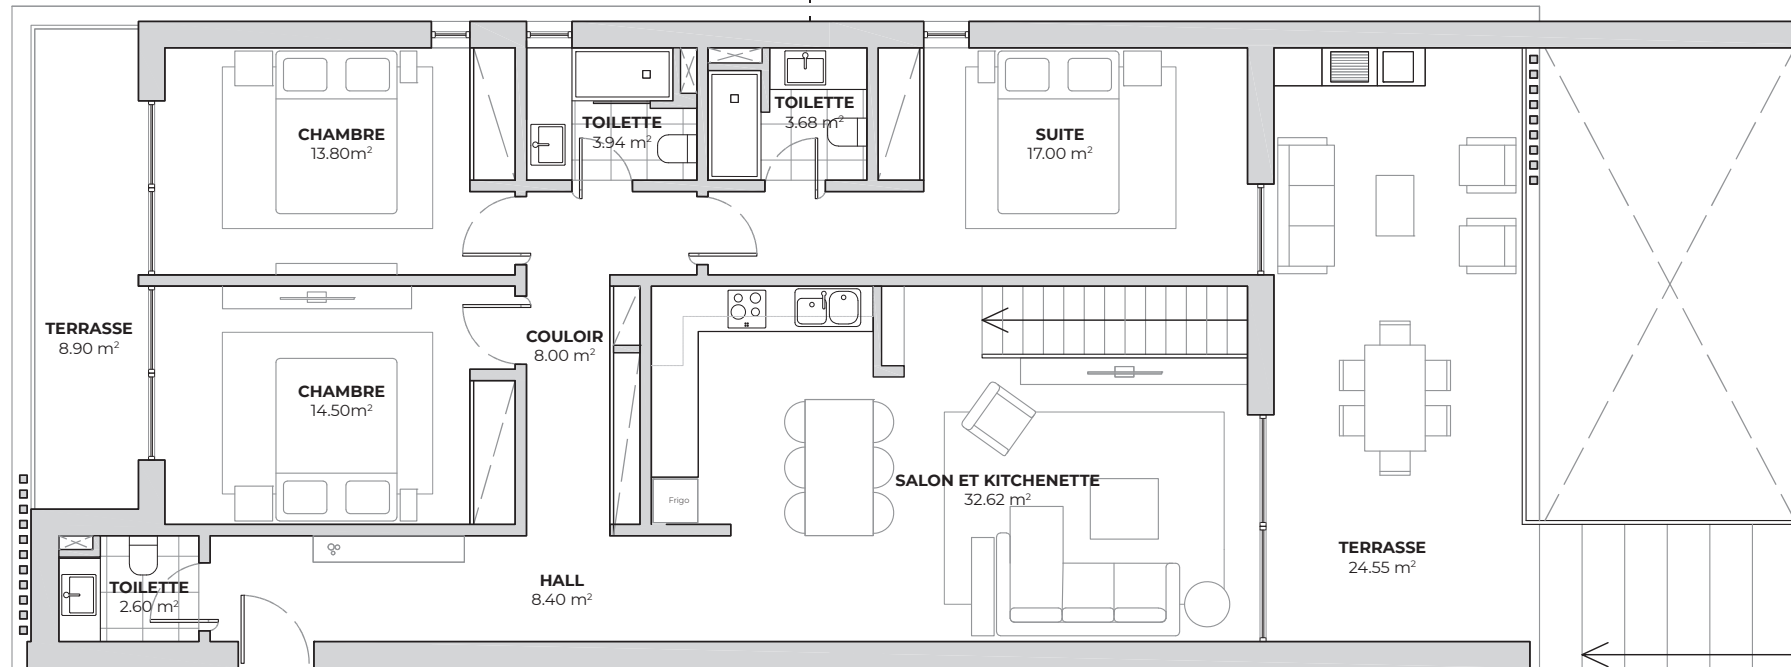 CHAMBRE
13.80m²
TOILETTE
3.94 m²
TOILETTE
3.68 m²
SUITE
17.00 m²
TERRASSE
8.90 m²
COULOIR
8.00 m²
CHAMBRE
14.50m²
Frigo
SALON ET KITCHENETTE
32.62 m²
TERRASSE
24.55 m²
TOILETTE
2.60 m²
HALL
8.40 m²